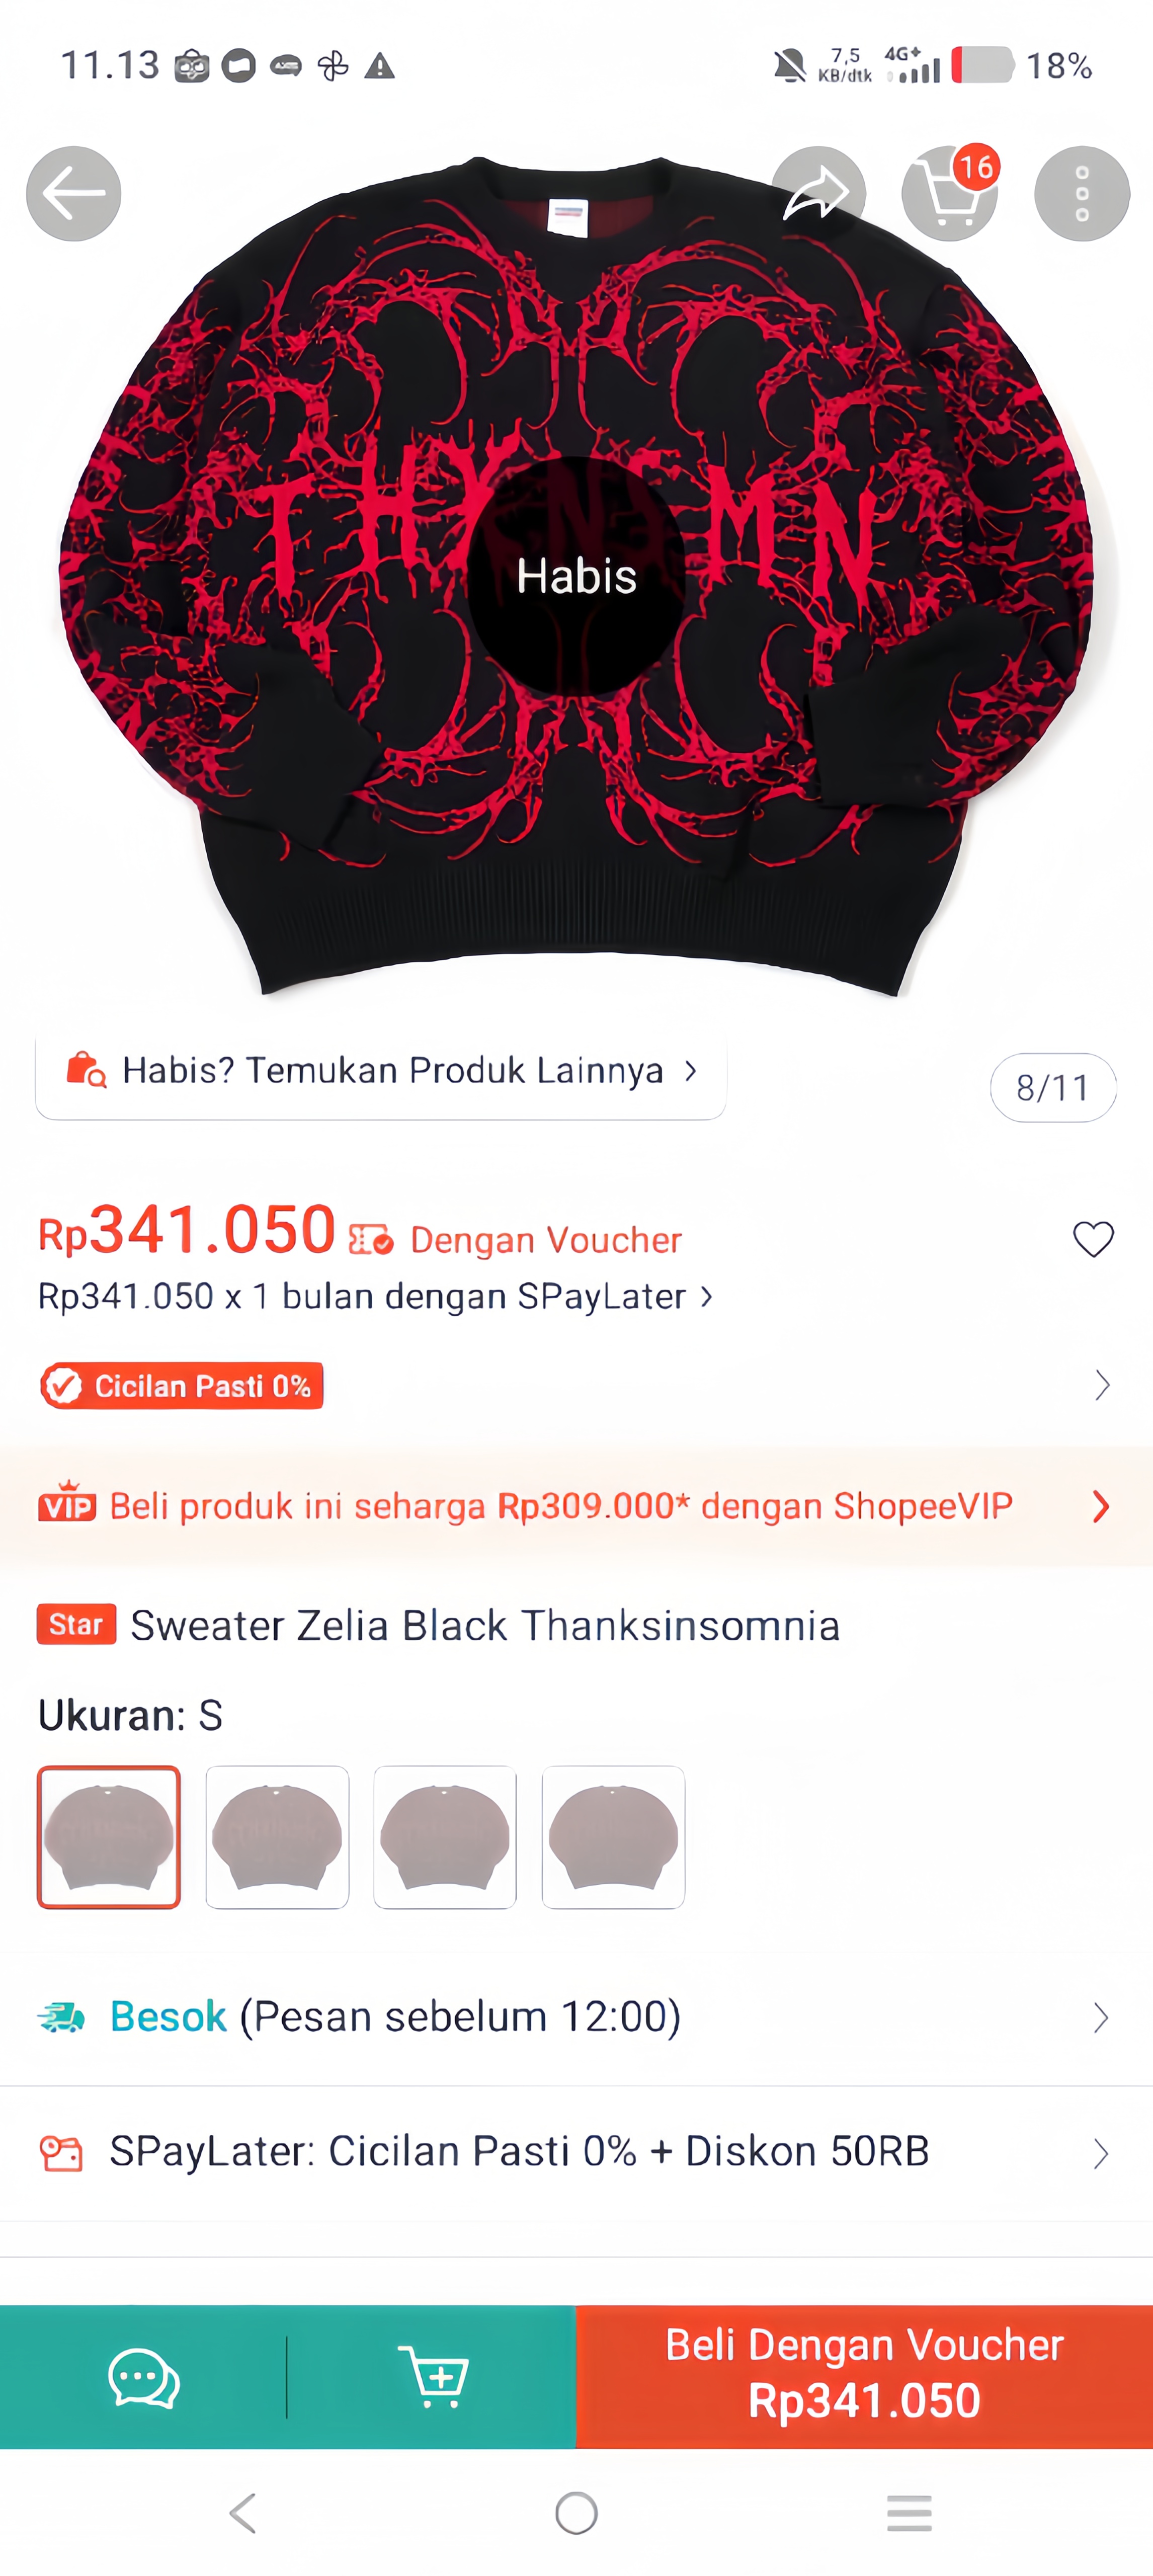 11.13
7,5
KB/dtk
4G+
18%
16
THXNSMN
Habis
Habis? Temukan Produk Lainnya
8/11
Rp341.050 Dengan Voucher
Rp341.050 x 1 bulan dengan SPayLater
Cicilan Pasti 0%
VIP Beli produk ini seharga Rp309.000* dengan ShopeeVIP
Star Sweater Zelia Black Thanksinsomnia
Ukuran: S
Besok (Pesan sebelum 12:00)
SPayLater: Cicilan Pasti 0% + Diskon 50RB
Beli Dengan Voucher
Rp341.050